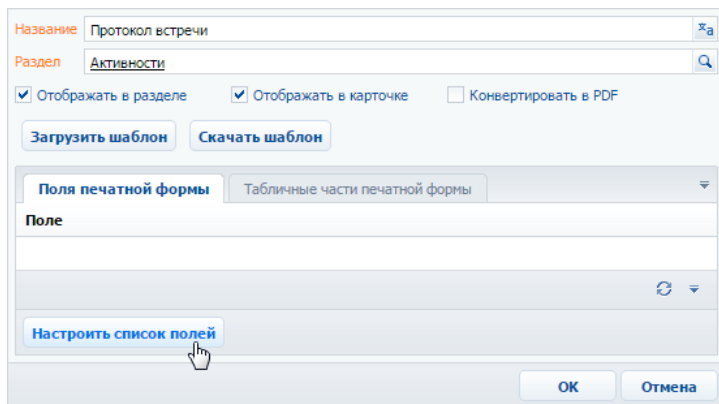 Название Протокол встречи
Раздел Активности
Отображать в разделе Отображать в карточке Конвертировать в PDF
Загрузить шаблон Скачать шаблон
Поля печатной формы Табличные части печатной формы
Поле
Настроить список полей
ОК Отмена